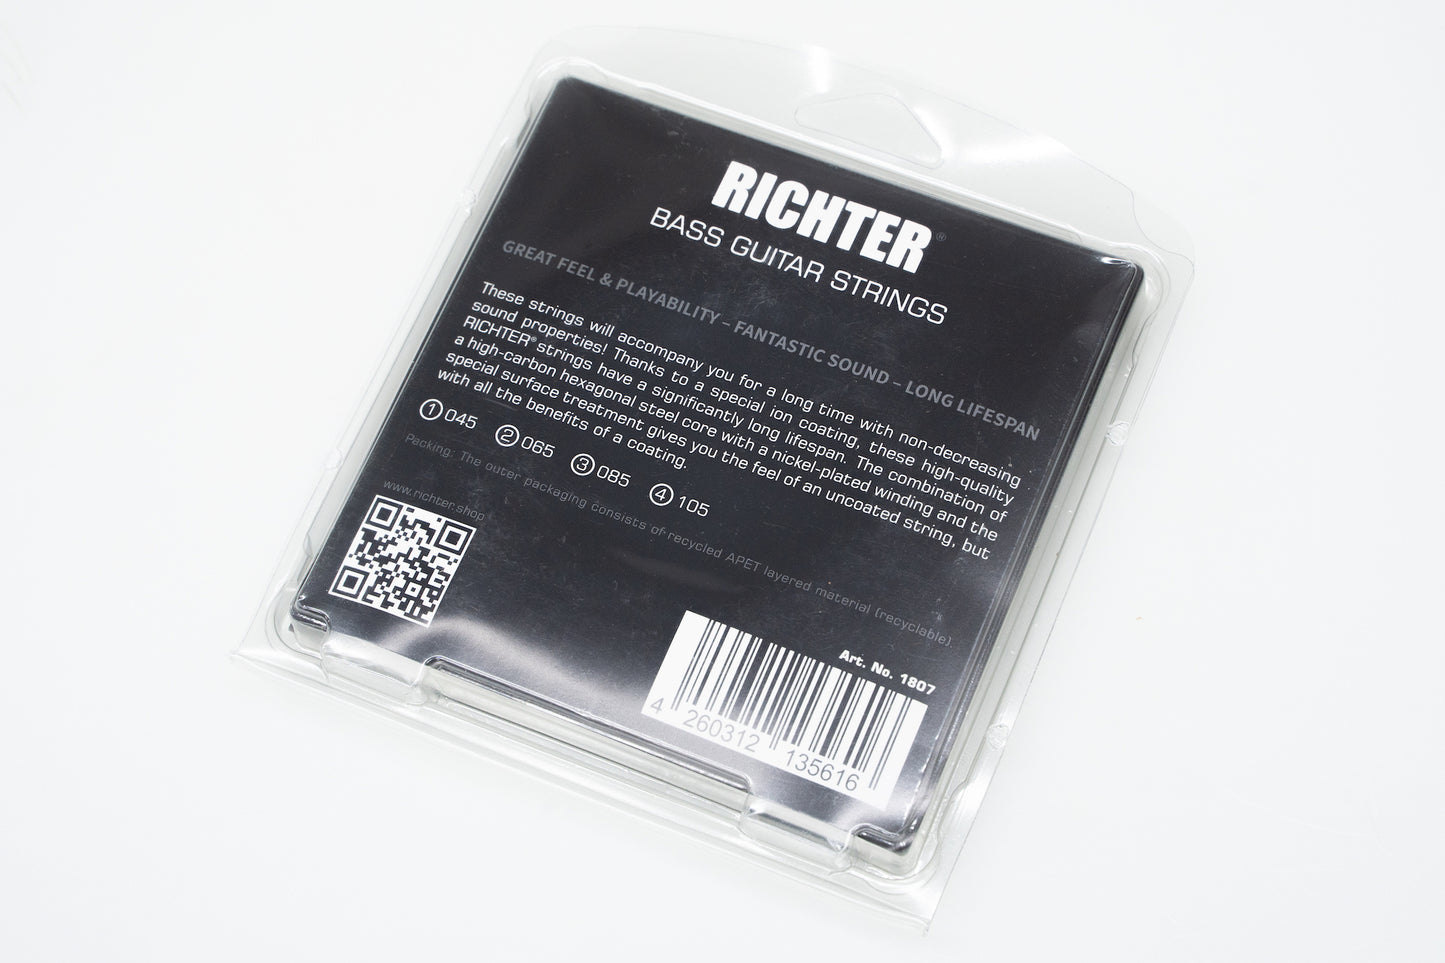 RICHTER®
BASS GUITAR STRINGS
GREAT FEEL & PLAYABILITY – FANTASTIC SOUND – LONG LIFESPAN
These strings will accompany you for a long time with non-decreasing
sound properties! Thanks to a special ion coating, these high-quality
RICHTER® strings have a significantly long lifespan. The combination of
a high-carbon hexagonal steel core with a nickel-plated winding and the
special surface treatment gives you the feel of an uncoated string, but
with all the benefits of a coating.
① 045 ② 065 ③ 085 ④ 105
Packing: The outer packaging consists of recycled APET layered material (recyclable).
www.richter.shop
Art. No. 1807
4 260312 135616